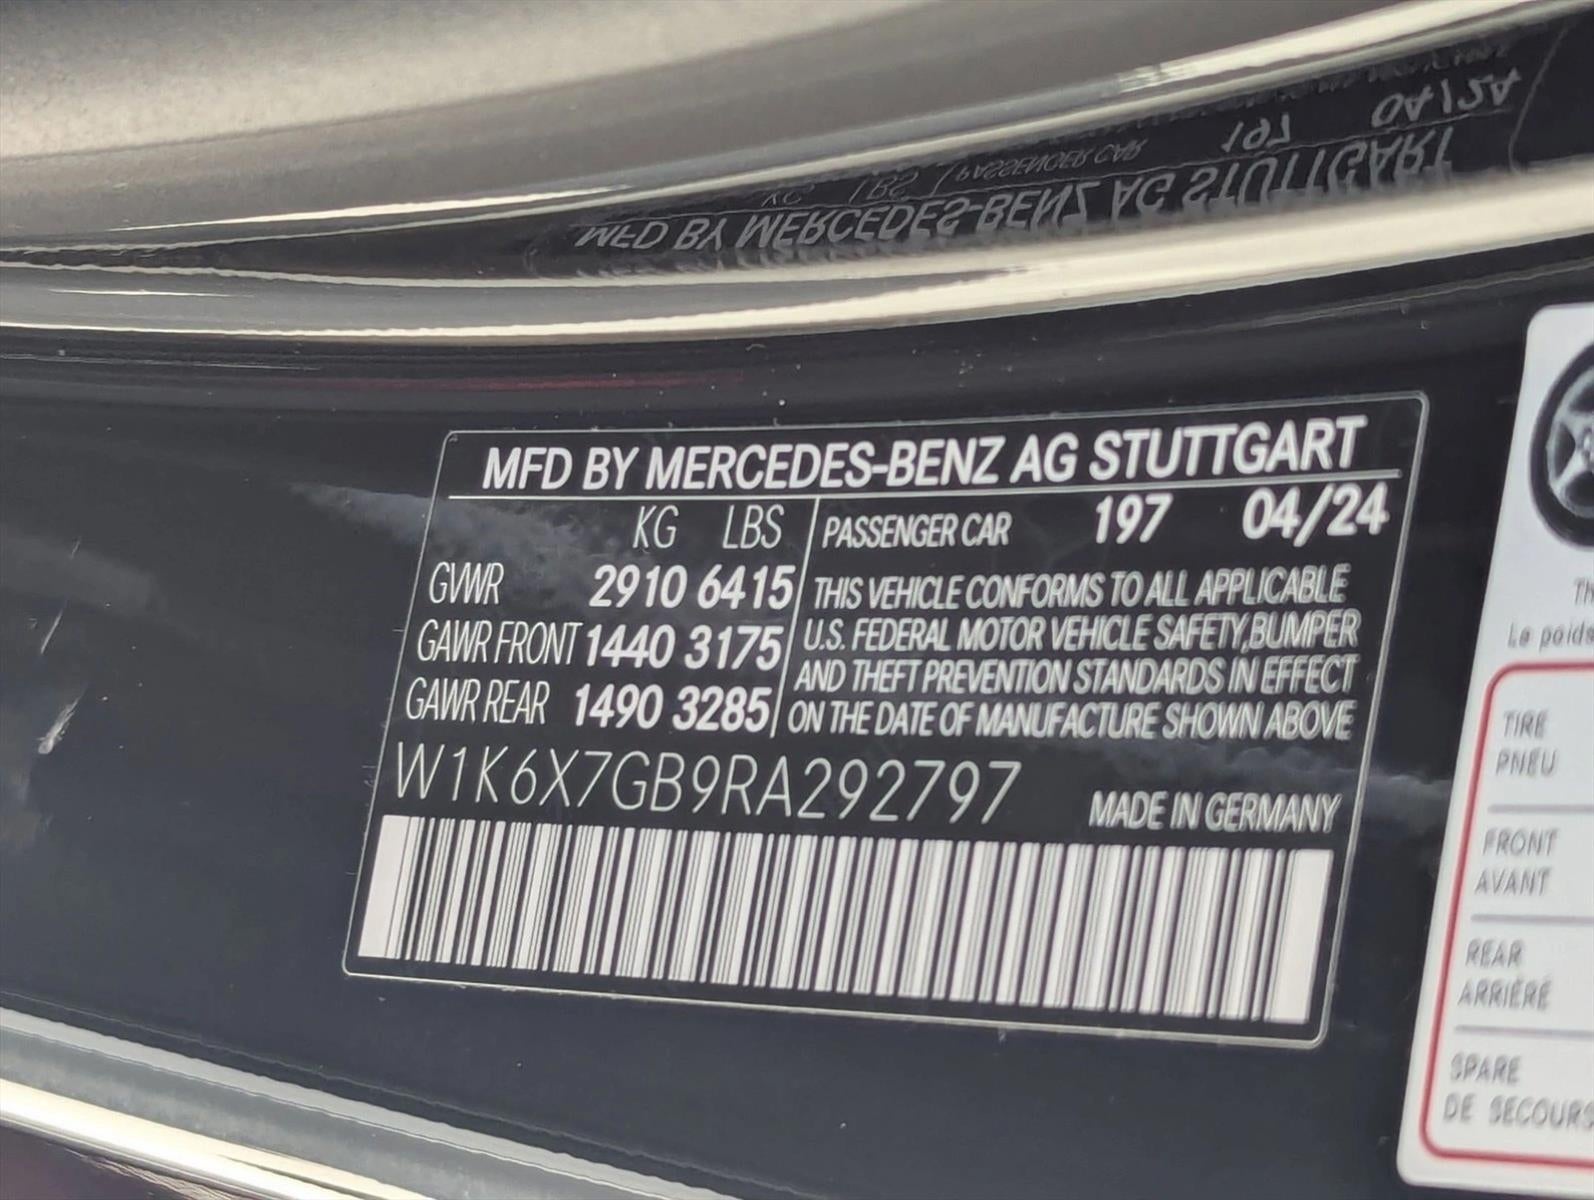 MFD BY MERCEDES-BENZ AG STUTTGART
KG LBS PASSENGER CAR 197 04/24
GVWR 2910 6415
GAWR FRONT 1440 3175
GAWR REAR 1490 3285
THIS VEHICLE CONFORMS TO ALL APPLICABLE
U.S. FEDERAL MOTOR VEHICLE SAFETY,BUMPER
AND THEFT PREVENTION STANDARDS IN EFFECT
ON THE DATE OF MANUFACTURE SHOWN ABOVE
W1K6X7GB9RA292797
MADE IN GERMANY
Le poids
TIRE
PNEU
FRONT
AVANT
REAR
ARRIÈRE
SPARE
DE SECOURS